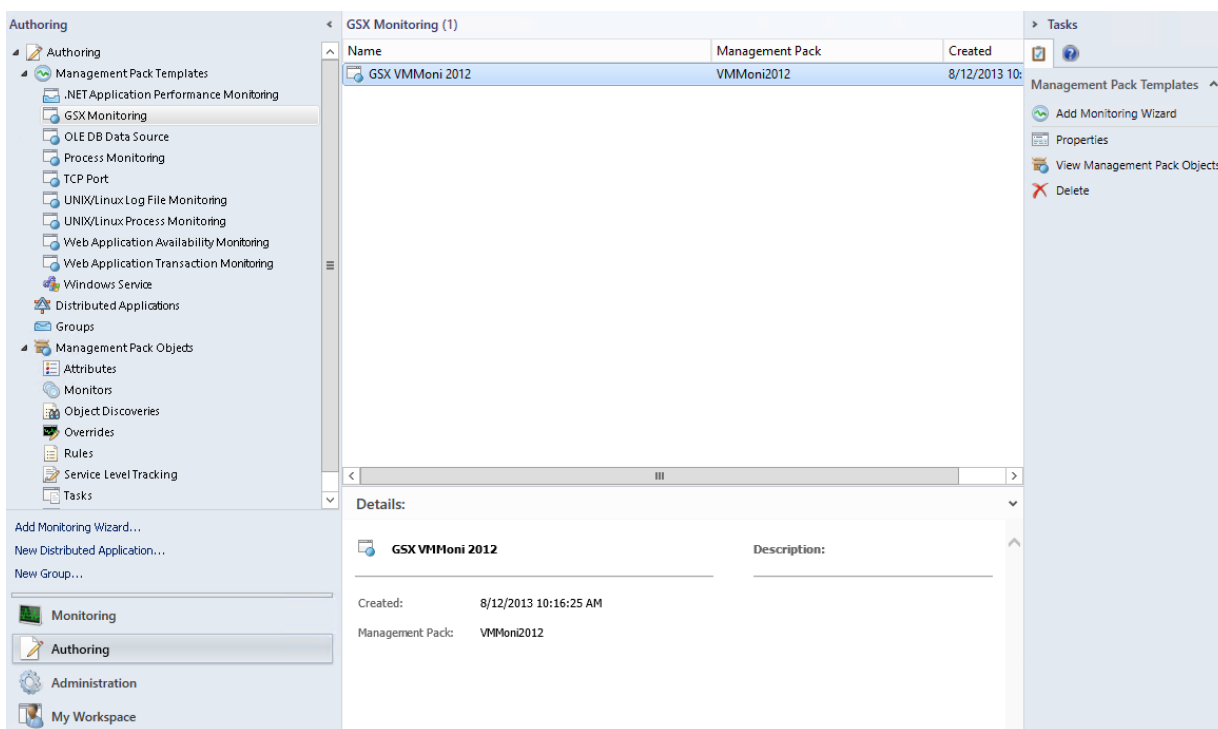 Authoring
Authoring
Management Pack Templates
.NET Application Performance Monitoring
GSX Monitoring
OLE DB Data Source
Process Monitoring
TCP Port
UNIX/Linux Log File Monitoring
UNIX/Linux Process Monitoring
Web Application Availability Monitoring
Web Application Transaction Monitoring
Windows Service
Distributed Applications
Groups
Management Pack Objects
Attributes
Monitors
Object Discoveries
Overrides
Rules
Service Level Tracking
Tasks
Add Monitoring Wizard...
New Distributed Application...
New Group...
Monitoring
Authoring
Administration
My Workspace
GSX Monitoring (1)
Name Management Pack Created
GSX VMMoni 2012 VMMoni2012 8/12/2013 10:
Details:
GSX VMMoni 2012 Description:
Created: 8/12/2013 10:16:25 AM
Management Pack: VMMoni2012
Tasks
Management Pack Templates
Add Monitoring Wizard
Properties
View Management Pack Objects
Delete